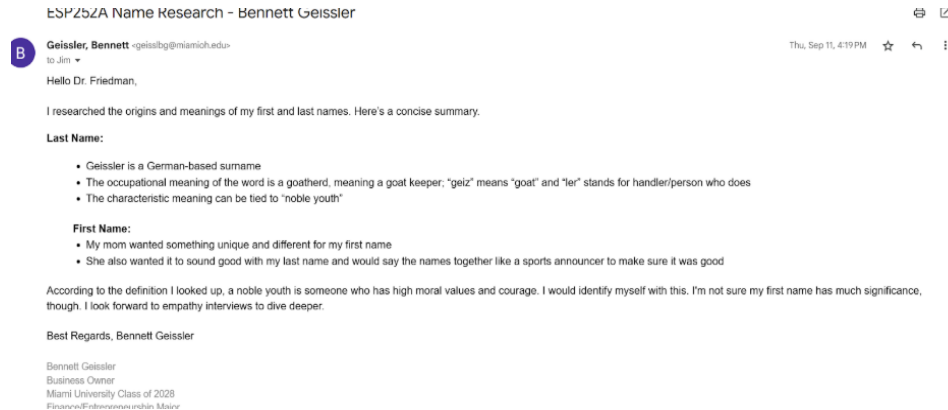 ESP252A Name Research - Bennett Geissler
B
Geissler, Bennett <geisslbg@miamioh.edu>
Thu, Sep 11, 4:19 PM
to Jim
Hello Dr. Friedman,
I researched the origins and meanings of my first and last names. Here's a concise summary.
Last Name:
• Geissler is a German-based surname
• The occupational meaning of the word is a goatherd, meaning a goat keeper; “geiz” means “goat” and “ler” stands for handler/person who does
• The characteristic meaning can be tied to “noble youth”
First Name:
• My mom wanted something unique and different for my first name
• She also wanted it to sound good with my last name and would say the names together like a sports announcer to make sure it was good
According to the definition I looked up, a noble youth is someone who has high moral values and courage. I would identify myself with this. I'm not sure my first name has much significance,
though. I look forward to empathy interviews to dive deeper.
Best Regards, Bennett Geissler
Bennett Geissler
Business Owner
Miami University Class of 2028
Finance/Entrepreneurship Major